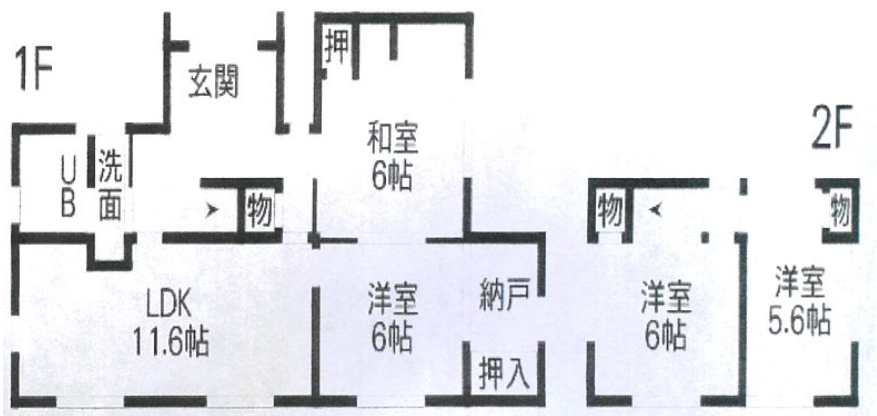 1F
玄関
押
和室
6帖
UB
洗面
物
LDK
11.6帖
洋室
6帖
納戸
押入
2F
物
物
洋室
6帖
洋室
5.6帖